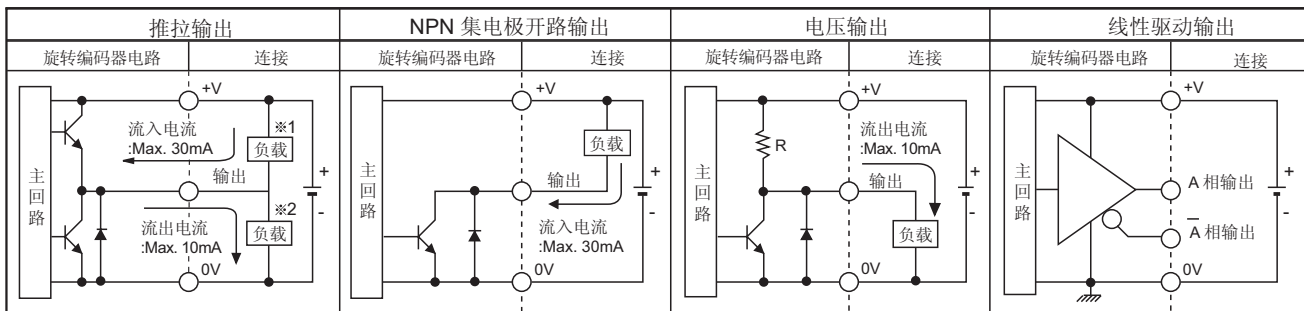 推拉输出
旋转编码器电路
连接
主回路
+V
※1
流入电流
:Max. 30mA
负载
输出
※2
流出电流
:Max. 10mA
负载
0V
+
-
NPN 集电极开路输出
旋转编码器电路
连接
主回路
+V
负载
输出
流入电流
:Max. 30mA
0V
+
-
电压输出
旋转编码器电路
连接
主回路
+V
R
流出电流
:Max. 10mA
输出
负载
0V
+
-
线性驱动输出
旋转编码器电路
连接
主回路
+V
A 相输出
A̅ 相输出
0V
+
-